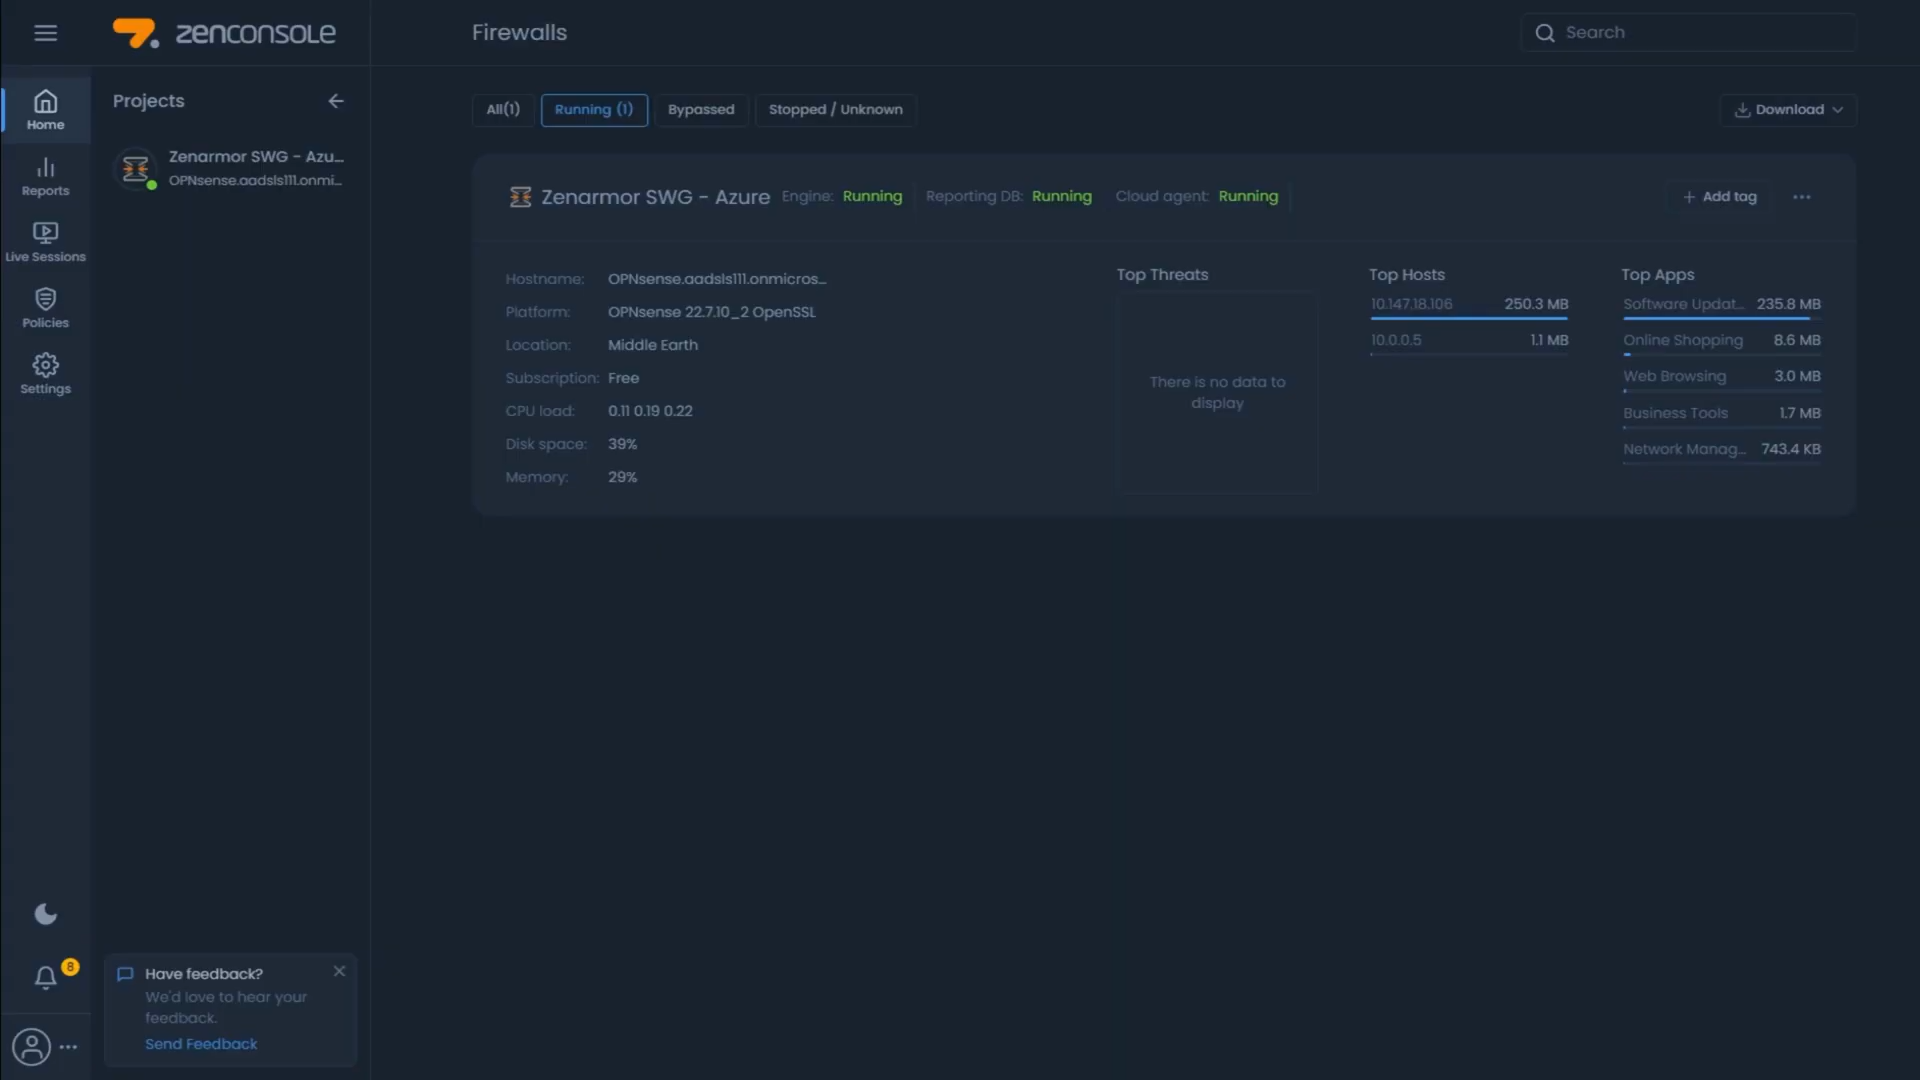 zenconsole
Firewalls
Search
Home
Reports
Live Sessions
Policies
Settings
Projects
Zenarmor SWG - Azu...
OPNsense.aadsls111.onmi...
All(1)
Running (1)
Bypassed
Stopped / Unknown
Download
Zenarmor SWG - Azure
Engine: Running
Reporting DB: Running
Cloud agent: Running
Add tag
Hostname: OPNsense.aadsls111.onmicros...
Platform: OPNsense 22.7.10_2 OpenSSL
Location: Middle Earth
Subscription: Free
CPU load: 0.11 0.19 0.22
Disk space: 39%
Memory: 29%
Top Threats
There is no data to
display
Top Hosts
10.147.18.106 250.3 MB
10.0.0.5 1.1 MB
Top Apps
Software Updat... 235.8 MB
Online Shopping 8.6 MB
Web Browsing 3.0 MB
Business Tools 1.7 MB
Network Manag... 743.4 KB
8
Have feedback?
We'd love to hear your
feedback.
Send Feedback